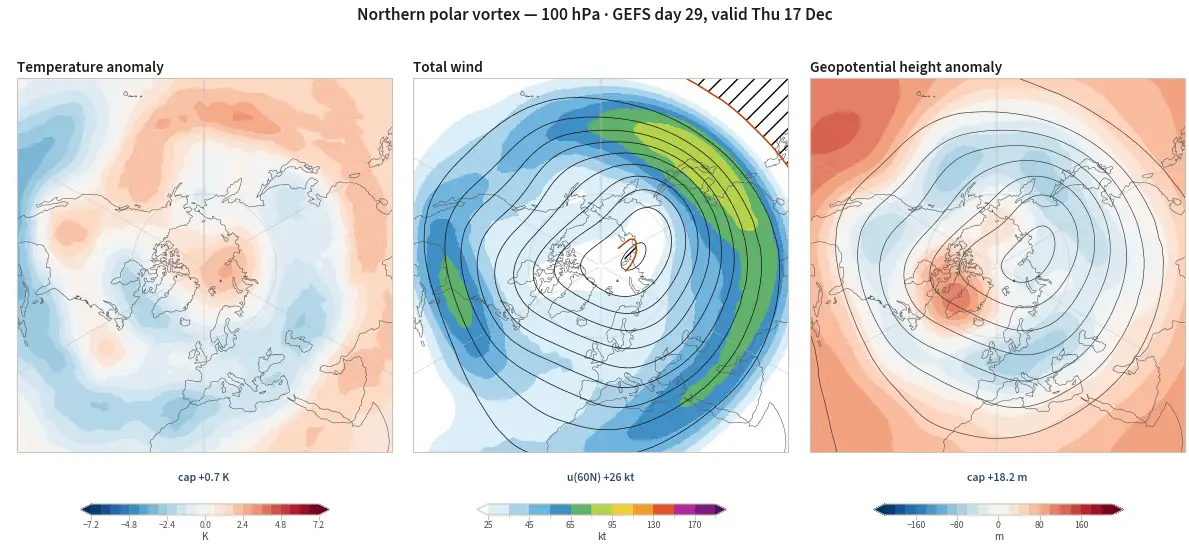 Northern polar vortex — 100 hPa · GEFS day 29, valid Thu 17 Dec
Temperature anomaly
Total wind
Geopotential height anomaly
cap +0.7 K
u(60N) +26 kt
cap +18.2 m
−7.2 −4.8 −2.4 0.0 2.4 4.8 7.2
K
25 45 65 95 130 170
kt
−160 −80 0 80 160
m